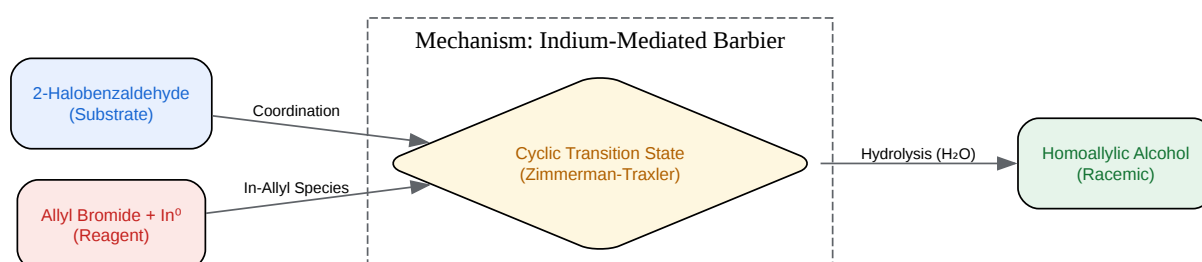 Mechanism: Indium-Mediated Barbier
2-Halobenzaldehyde
(Substrate)
Coordination
Allyl Bromide + In⁰
(Reagent)
In-Allyl Species
Cyclic Transition State
(Zimmerman-Traxler)
Hydrolysis (H₂O)
Homoallylic Alcohol
(Racemic)